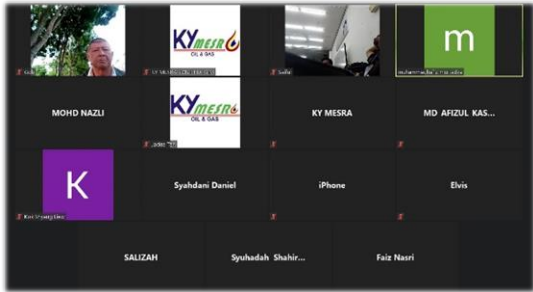 KY MESRA
OIL & GAS
m
MOHD NAZLI
KY MESRA
OIL & GAS
KY MESRA
MD AFIZUL KAS...
K
Syahdani Daniel
iPhone
Elvis
SALIZAH
Syuhadah Shahir...
Faiz Nasri